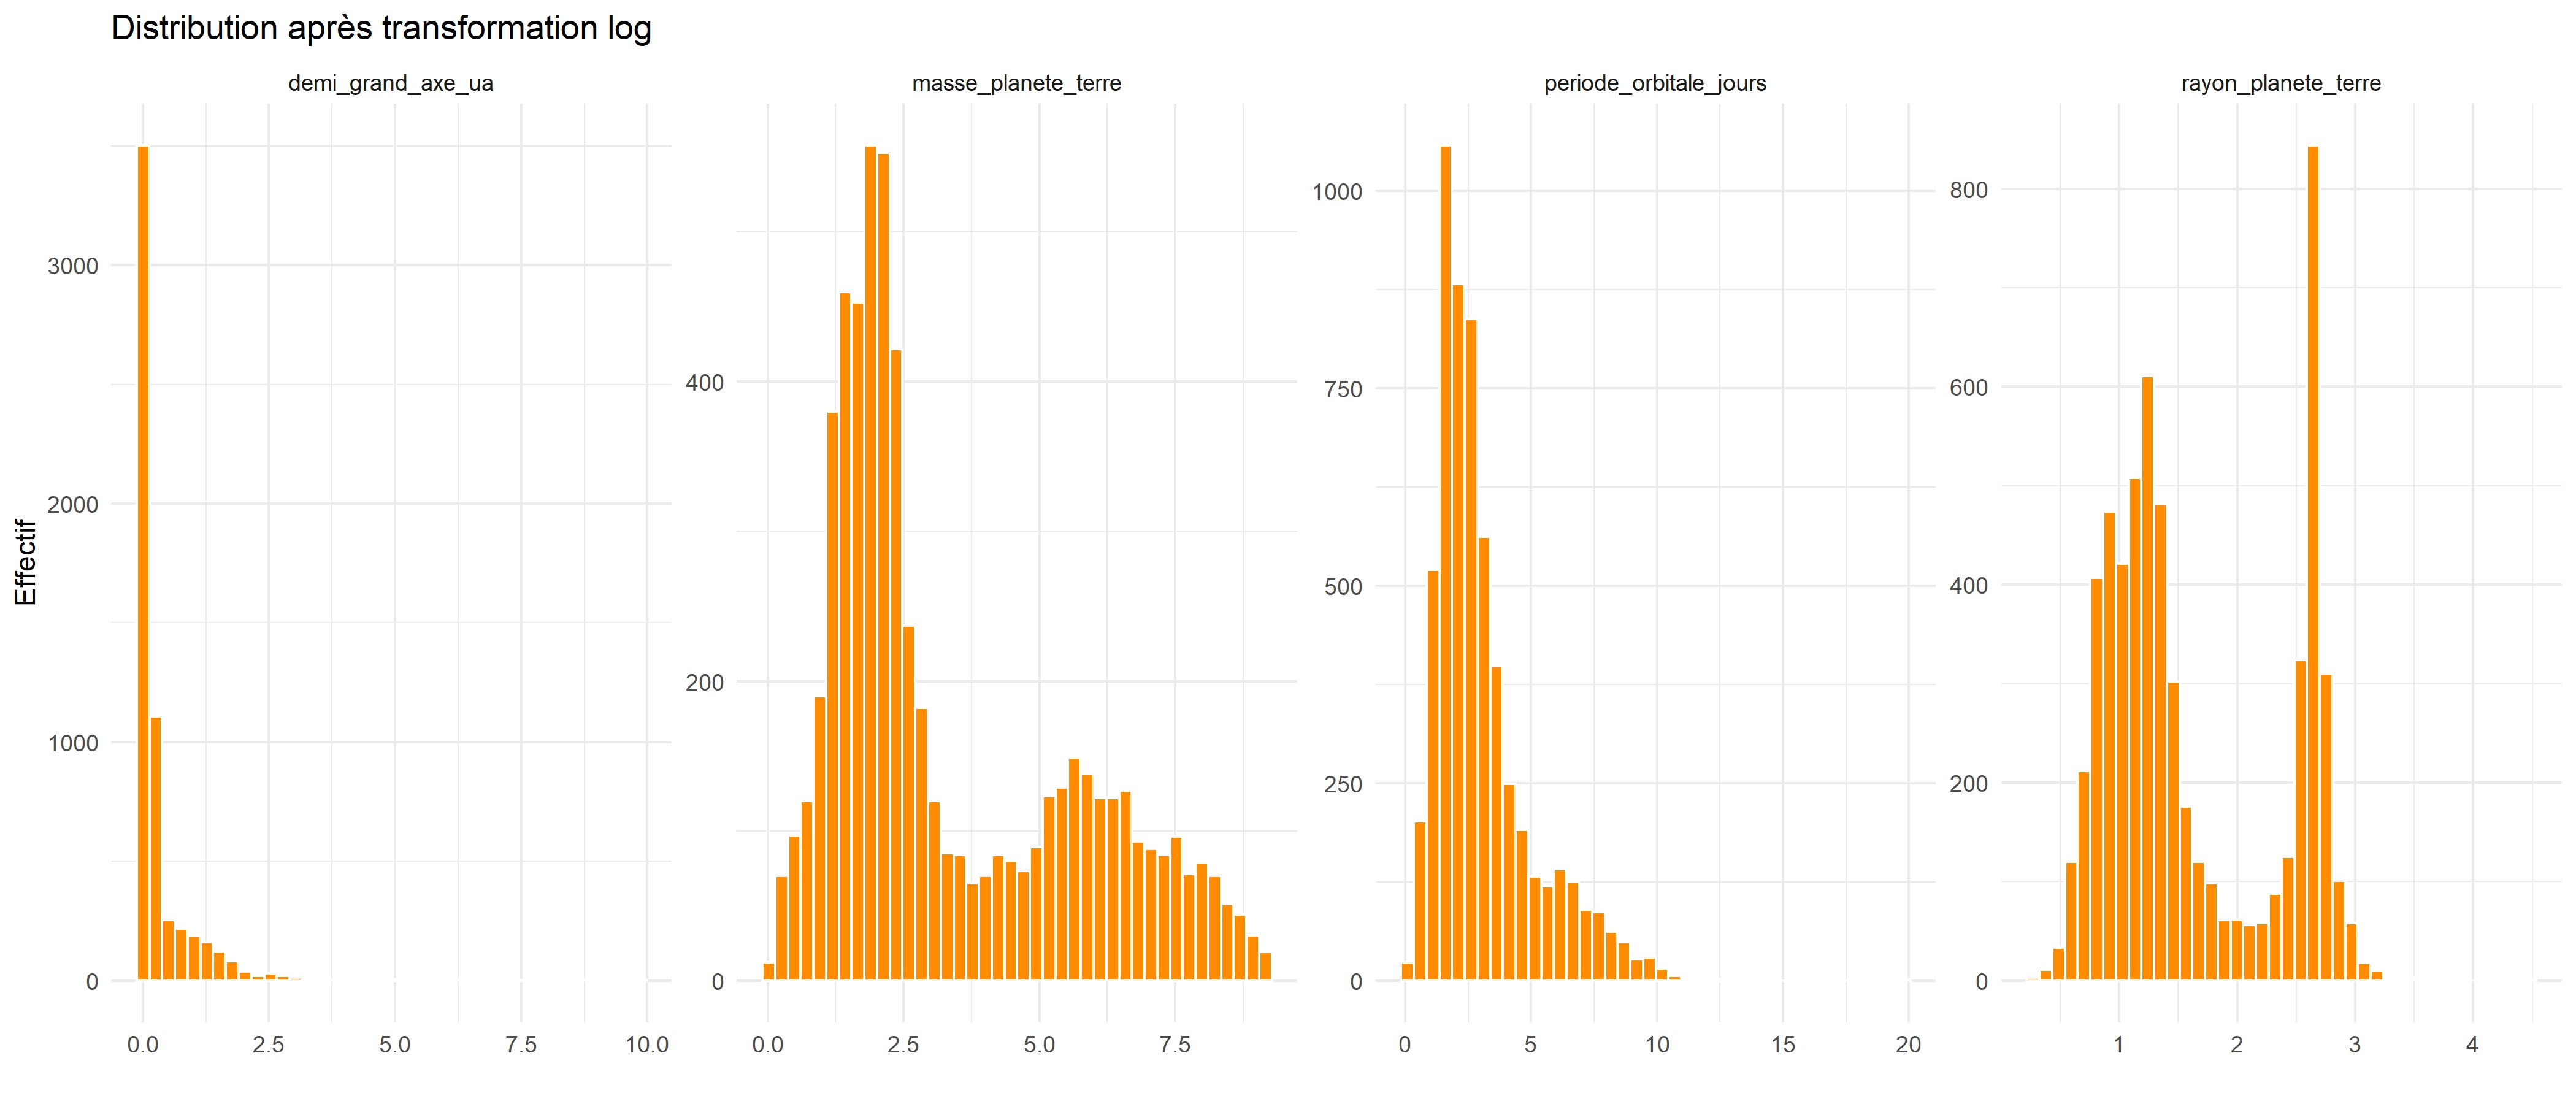 Distribution après transformation log
demi_grand_axe_ua
masse_planete_terre
periode_orbitale_jours
rayon_planete_terre
Effectif
3000
2000
1000
0
0.0 2.5 5.0 7.5 10.0
400
200
0
0.0 2.5 5.0 7.5
1000
750
500
250
0
0 5 10 15 20
800
600
400
200
0
1 2 3 4